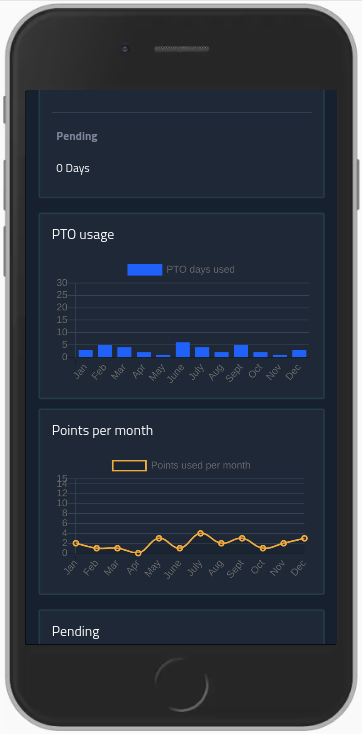 Pending
0 Days
PTO usage
PTO days used
30
25
20
15
10
5
0
Jan Feb Mar Apr May June July Aug Sept Oct Nov Dec
Points per month
Points used per month
15
14
12
10
8
6
4
2
0
Jan Feb Mar Apr May June July Aug Sept Oct Nov Dec
Pending